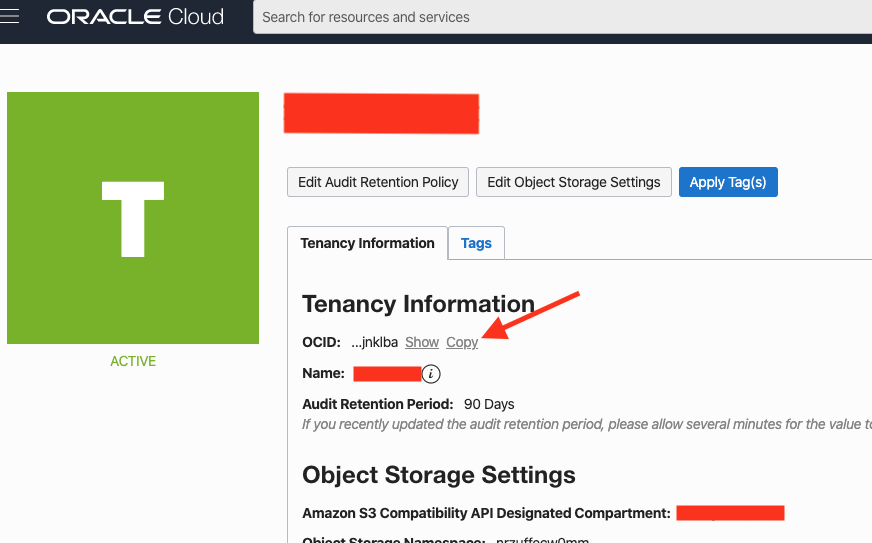 ORACLE Cloud
Search for resources and services
T
ACTIVE
Edit Audit Retention Policy Edit Object Storage Settings Apply Tag(s)
Tenancy Information Tags
Tenancy Information
OCID: ...jnklba Show Copy
Name: i
Audit Retention Period: 90 Days
If you recently updated the audit retention period, please allow several minutes for the value to
Object Storage Settings
Amazon S3 Compatibility API Designated Compartment:
Object Storage Namespace: